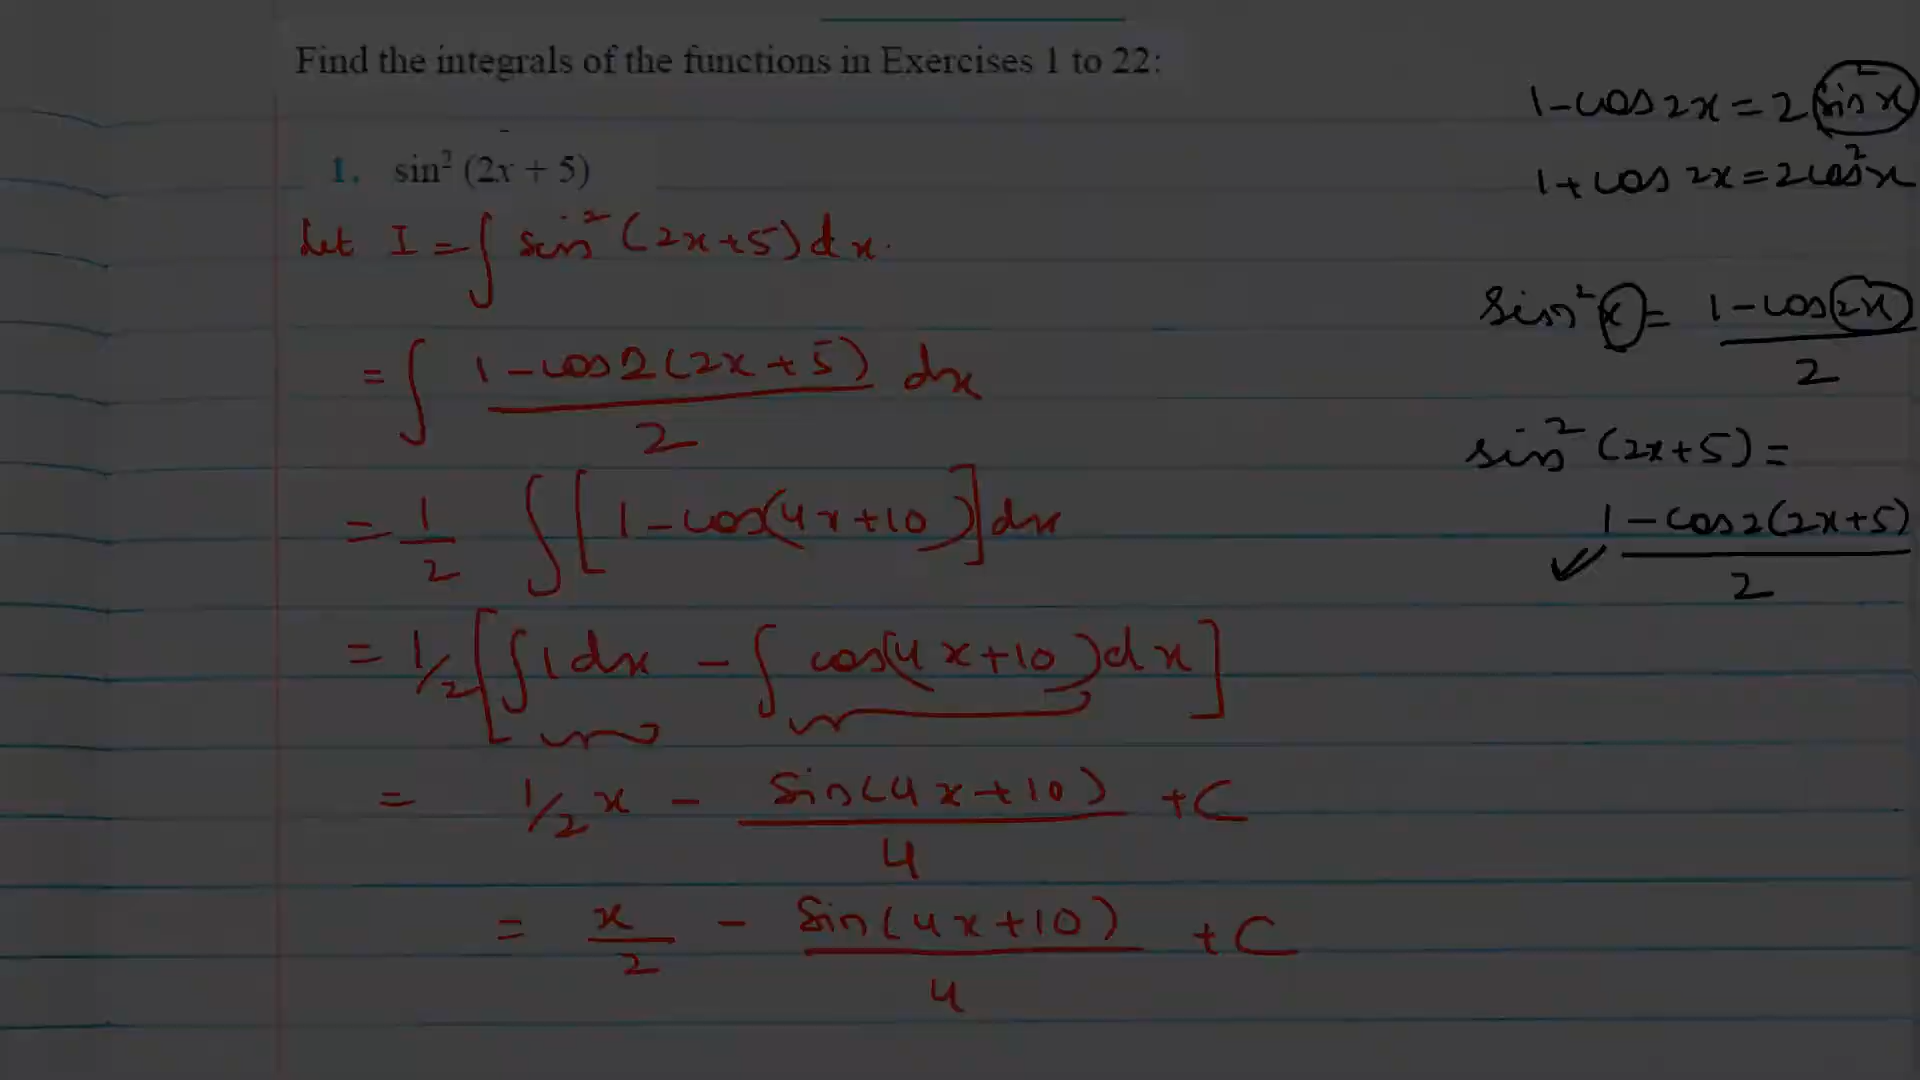 Find the integrals of the functions in Exercises 1 to 22:
1. sin² (2x + 5)
Let I = ∫ sin² (2x+5) dx.
= ∫ 1 - cos 2(2x + 5) / 2 dx
= 1/2 ∫ [1 - cos(4x+10)] dx
= 1/2 [∫ 1 dx - ∫ cos(4x+10) dx]
= 1/2 x - sin(4x+10) / 4 + C
= x/2 - sin(4x+10) / 4 + C
1 - cos 2x = 2 sin² x
1 + cos 2x = 2 cos² x
sin² x = 1 - cos 2x / 2
sin² (2x+5) =
✓ 1 - cos 2(2x+5) / 2